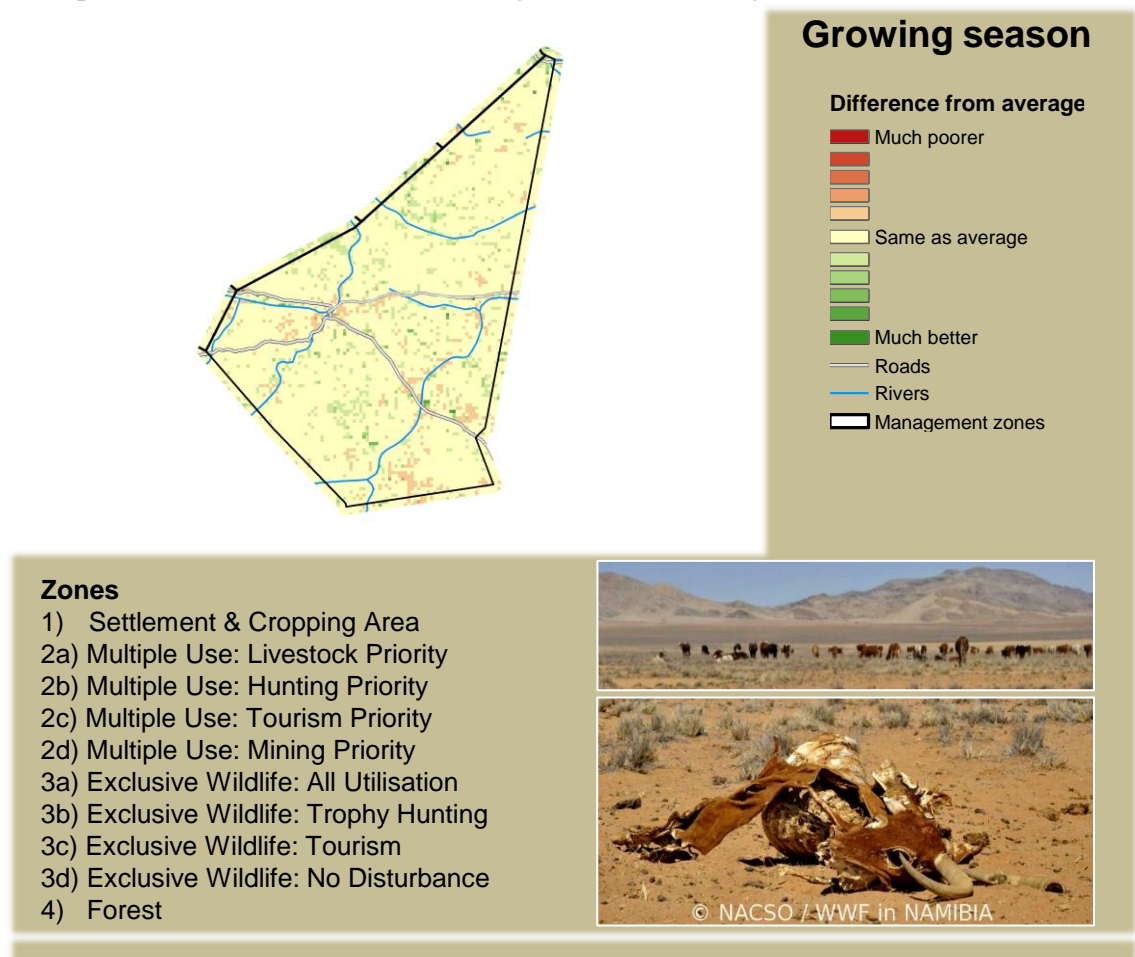 Growing season
Difference from average
Much poorer
Same as average
Much better
Roads
Rivers
Management zones
Zones
1) Settlement & Cropping Area
2a) Multiple Use: Livestock Priority
2b) Multiple Use: Hunting Priority
2c) Multiple Use: Tourism Priority
2d) Multiple Use: Mining Priority
3a) Exclusive Wildlife: All Utilisation
3b) Exclusive Wildlife: Trophy Hunting
3c) Exclusive Wildlife: Tourism
3d) Exclusive Wildlife: No Disturbance
4) Forest
© NACSO / WWF in NAMIBIA